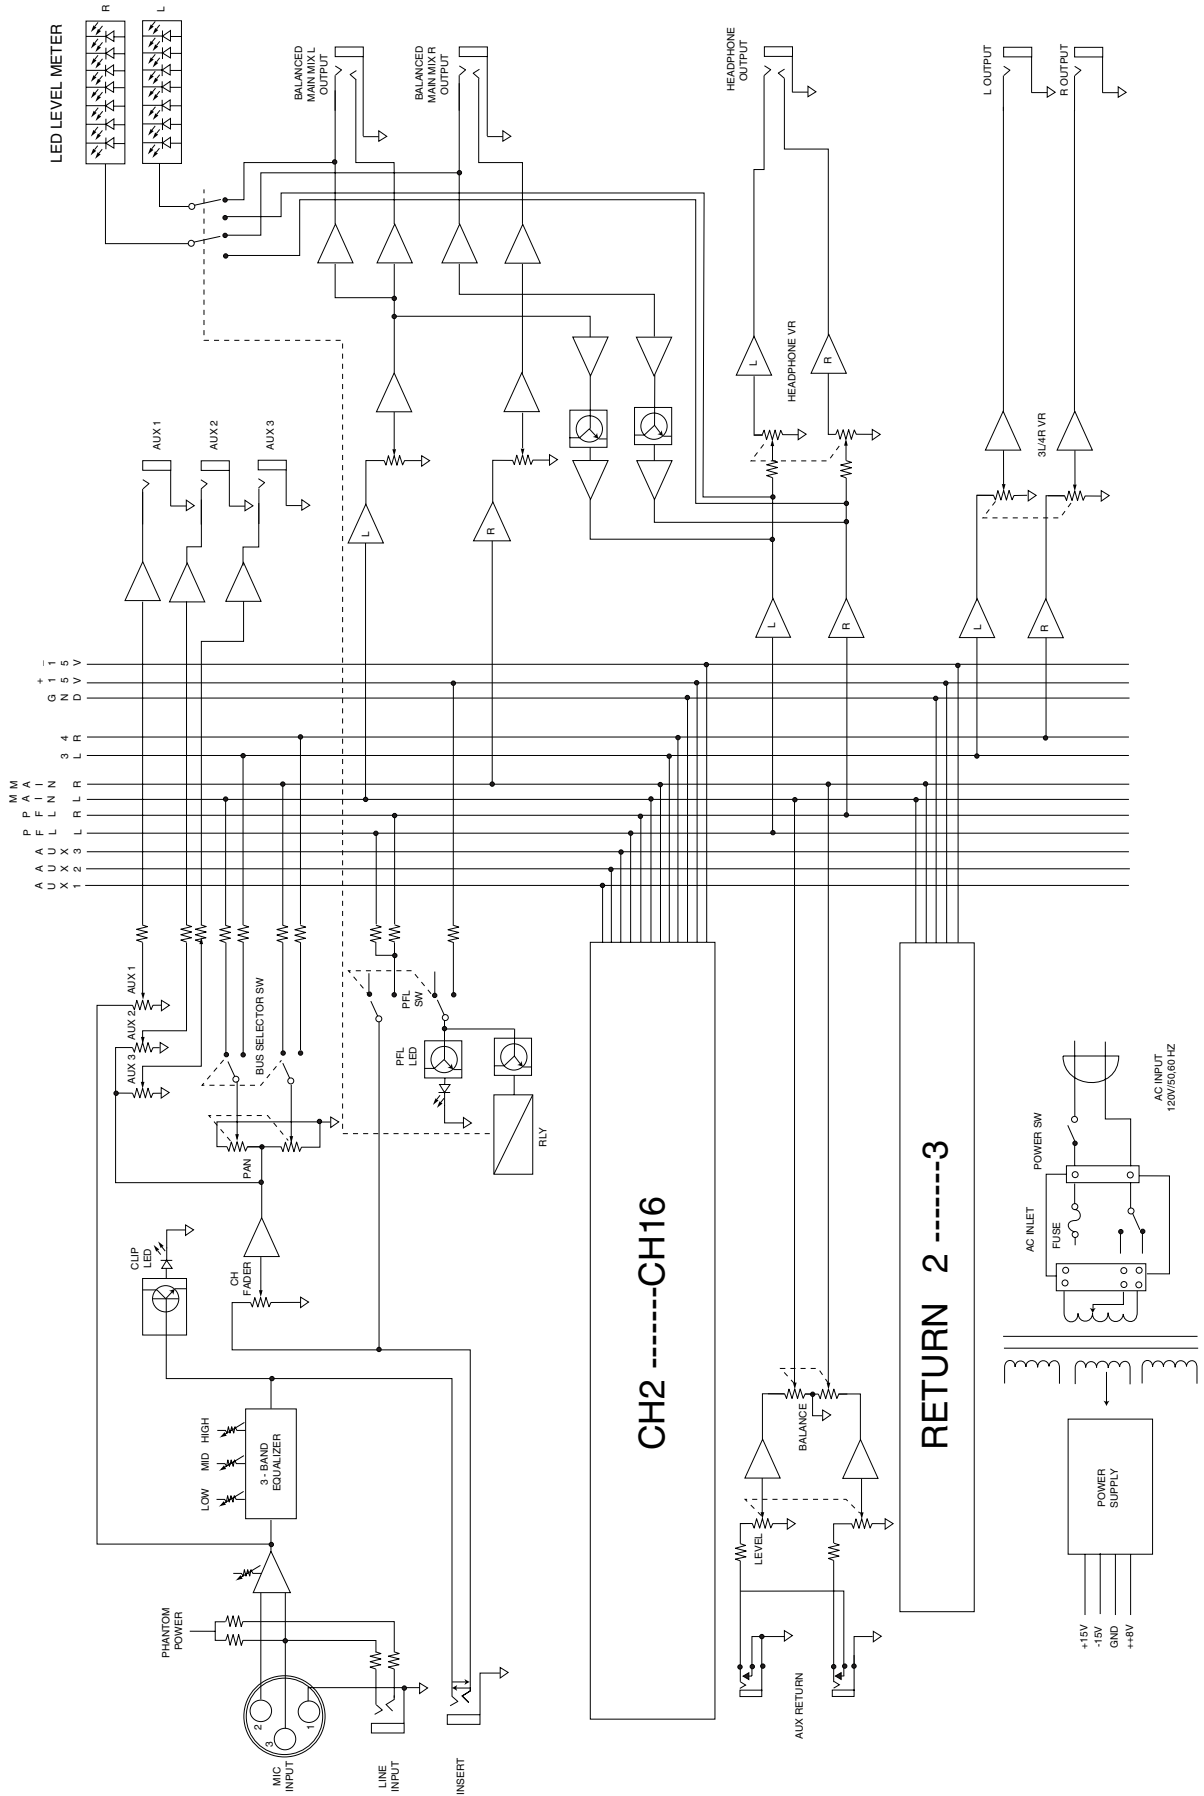 LED LEVEL METER
R
L
BALANCED
MAIN MIX L
OUTPUT
BALANCED
MAIN MIX R
OUTPUT
HEADPHONE
OUTPUT
L OUTPUT
R OUTPUT
AUX 1
AUX 2
AUX 3
L
R
L
R
HEADPHONE VR
3L/4R VR
L
R
L
R
-15V
+15V
GND
4R
3L
MAIN R
MAIN L
PFL R
PFL L
AUX 3
AUX 2
AUX 1
AUX 1
AUX 2
AUX 3
BUS SELECTOR SW
PAN
PFL
SW
PFL
LED
RLY
CLIP
LED
CH
FADER
HIGH
MID
LOW
3 - BAND
EQUALIZER
PHANTOM
POWER
2
3
1
MIC
INPUT
LINE
INPUT
INSERT
CH2 -------CH16
BALANCE
LEVEL
AUX RETURN
RETURN 2 -------3
POWER SW
AC INPUT
120V/50,60 HZ
AC INLET
FUSE
POWER
SUPPLY
+15V
-15V
GND
++8V